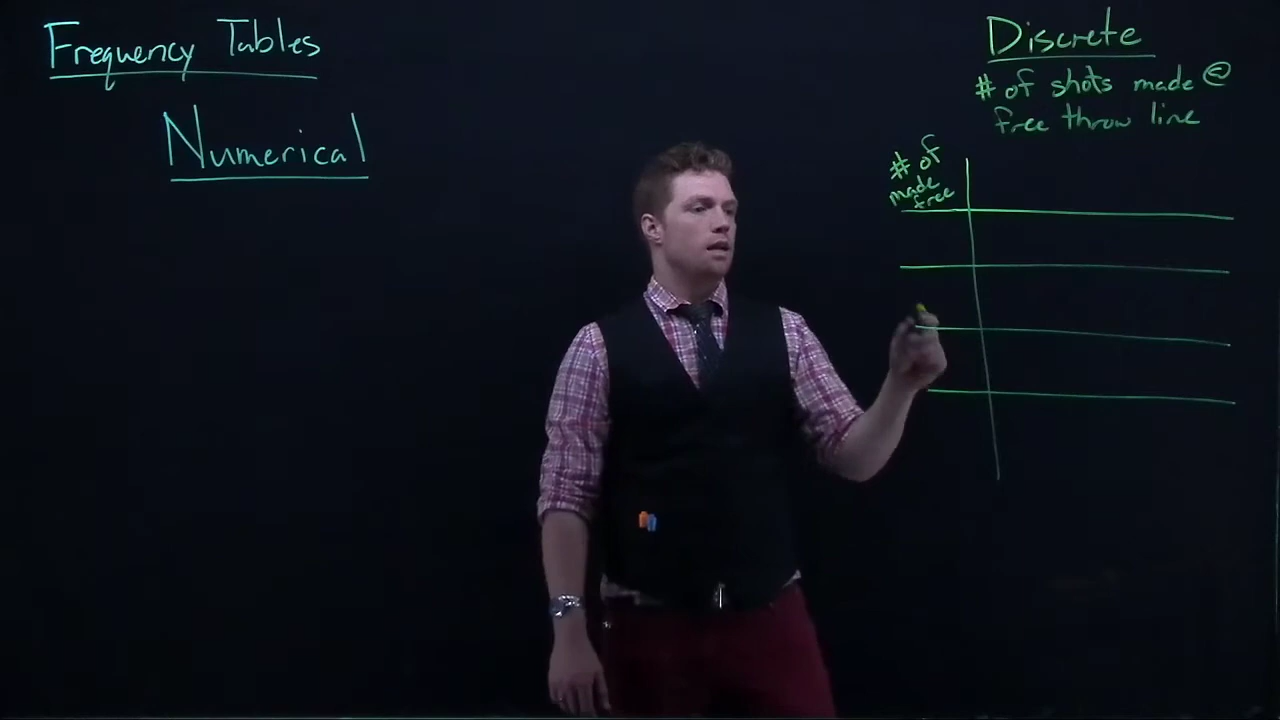 Frequency Tables
Numerical
Discrete
# of shots made @
free throw line
# of
made
free